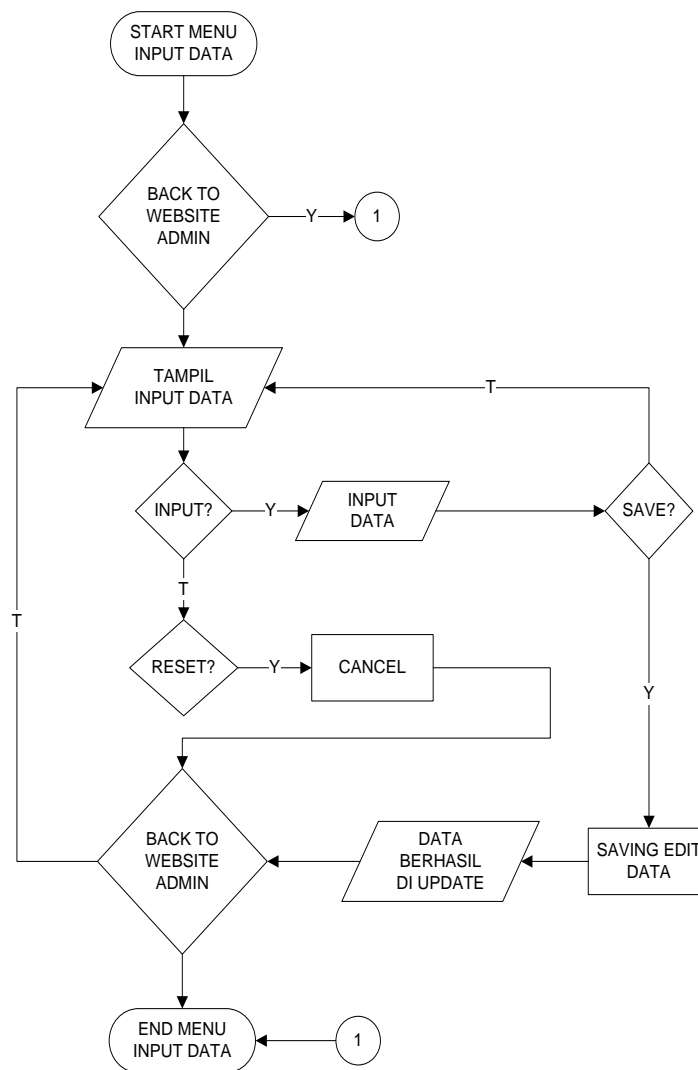 START MENU
INPUT DATA
BACK TO
WEBSITE
ADMIN
Y
1
TAMPIL
INPUT DATA
T
INPUT?
Y
INPUT
DATA
SAVE?
T
T
RESET?
Y
CANCEL
Y
BACK TO
WEBSITE
ADMIN
DATA
BERHASIL
DI UPDATE
SAVING EDIT
DATA
END MENU
INPUT DATA
1